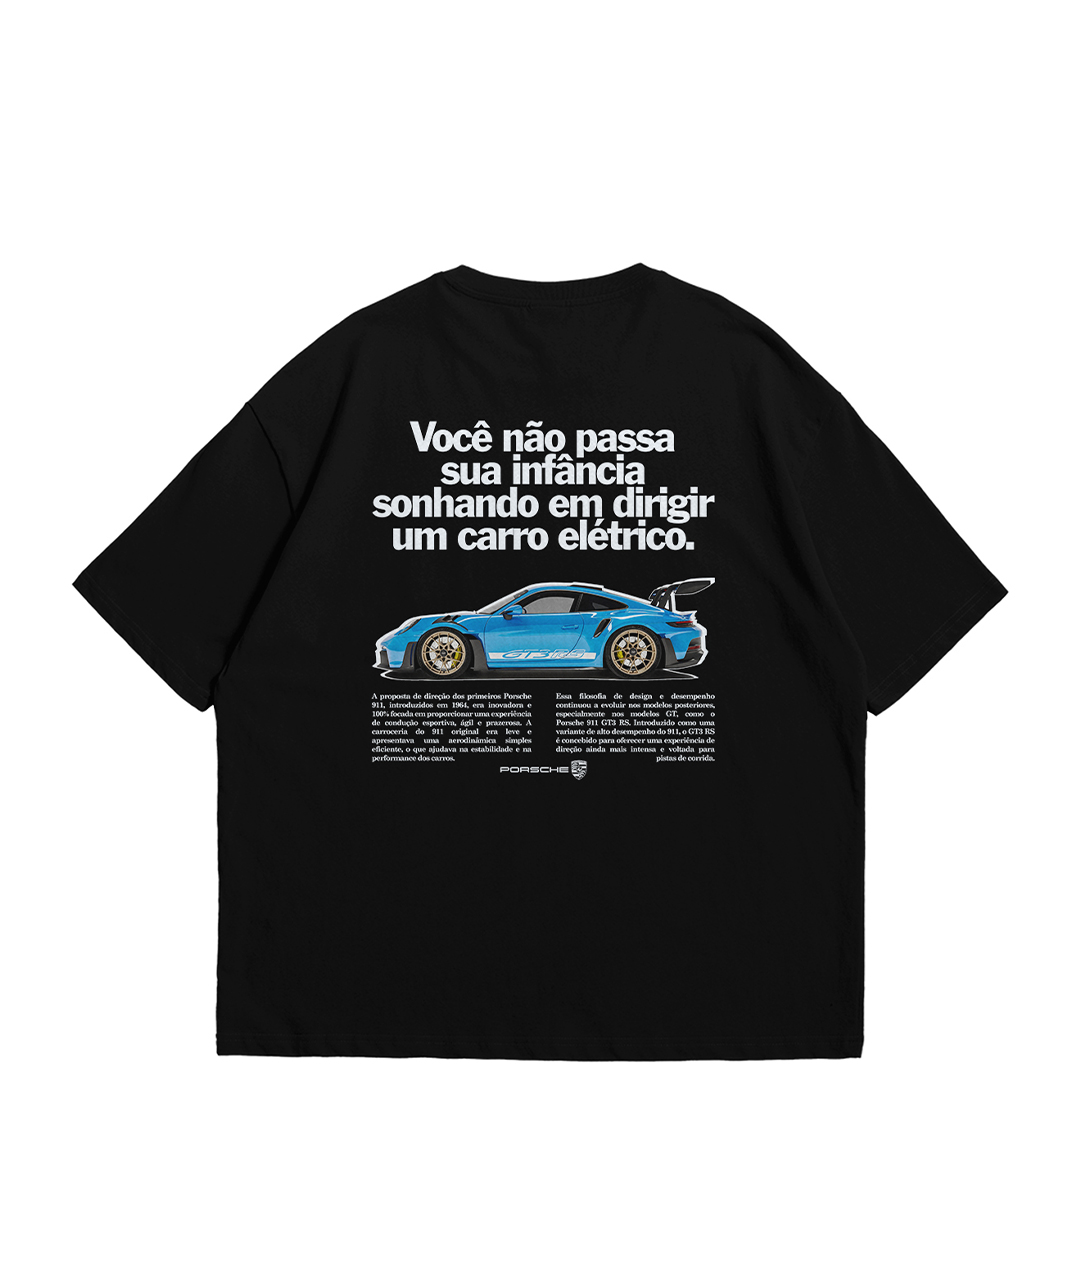 Você não passa
sua infância
sonhando em dirigir
um carro elétrico.
GT3 RS
A proposta de direção dos primeiros Porsche
911, introduzidos em 1964, era inovadora e
100% focada em proporcionar uma experiência
de condução esportiva, ágil e prazerosa. A
carroceria do 911 original era leve e
apresentava uma aerodinâmica simples
eficiente, o que ajudava na estabilidade e na
performance dos carros.
Essa filosofia de design e desempenho
continuou a evoluir nos modelos posteriores,
especialmente nos modelos GT, como o
Porsche 911 GT3 RS. Introduzido como uma
variante de alto desempenho do 911, o GT3 RS
é concebido para oferecer uma experiência de
direção ainda mais intensa e voltada para
pistas de corrida.
PORSCHE